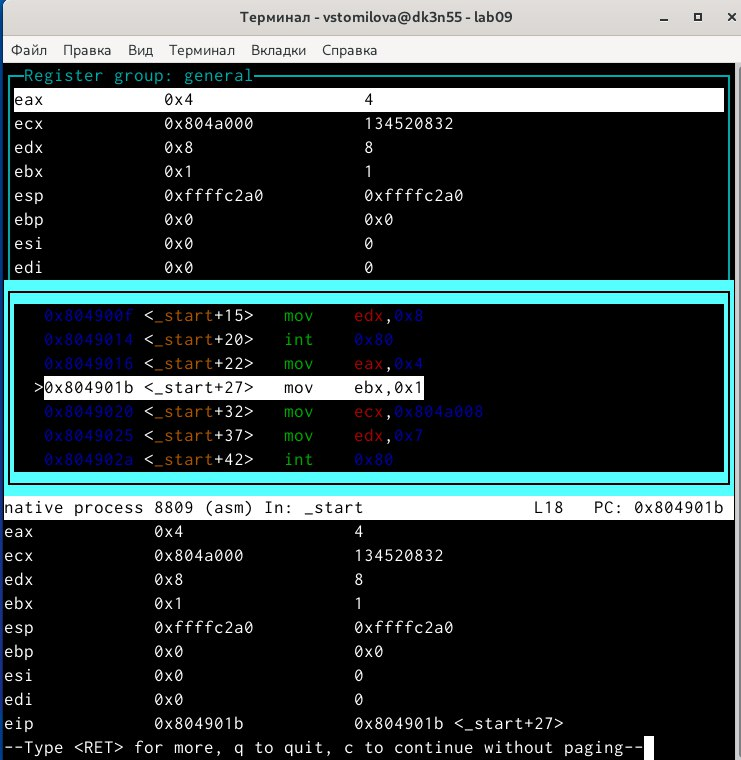 Терминал - vstomilova@dk3n55 - lab09
Файл Правка Вид Терминал Вкладки Справка
Register group: general
eax 0x4 4
ecx 0x804a000 134520832
edx 0x8 8
ebx 0x1 1
esp 0xffffc2a0 0xffffc2a0
ebp 0x0 0x0
esi 0x0 0
edi 0x0 0
0x804900f <_start+15> mov edx,0x8
0x8049014 <_start+20> int 0x80
0x8049016 <_start+22> mov eax,0x4
>0x804901b <_start+27> mov ebx,0x1
0x8049020 <_start+32> mov ecx,0x804a008
0x8049025 <_start+37> mov edx,0x7
0x804902a <_start+42> int 0x80
native process 8809 (asm) In: _start L18 PC: 0x804901b
eax 0x4 4
ecx 0x804a000 134520832
edx 0x8 8
ebx 0x1 1
esp 0xffffc2a0 0xffffc2a0
ebp 0x0 0x0
esi 0x0 0
edi 0x0 0
eip 0x804901b 0x804901b <_start+27>
--Type <RET> for more, q to quit, c to continue without paging--